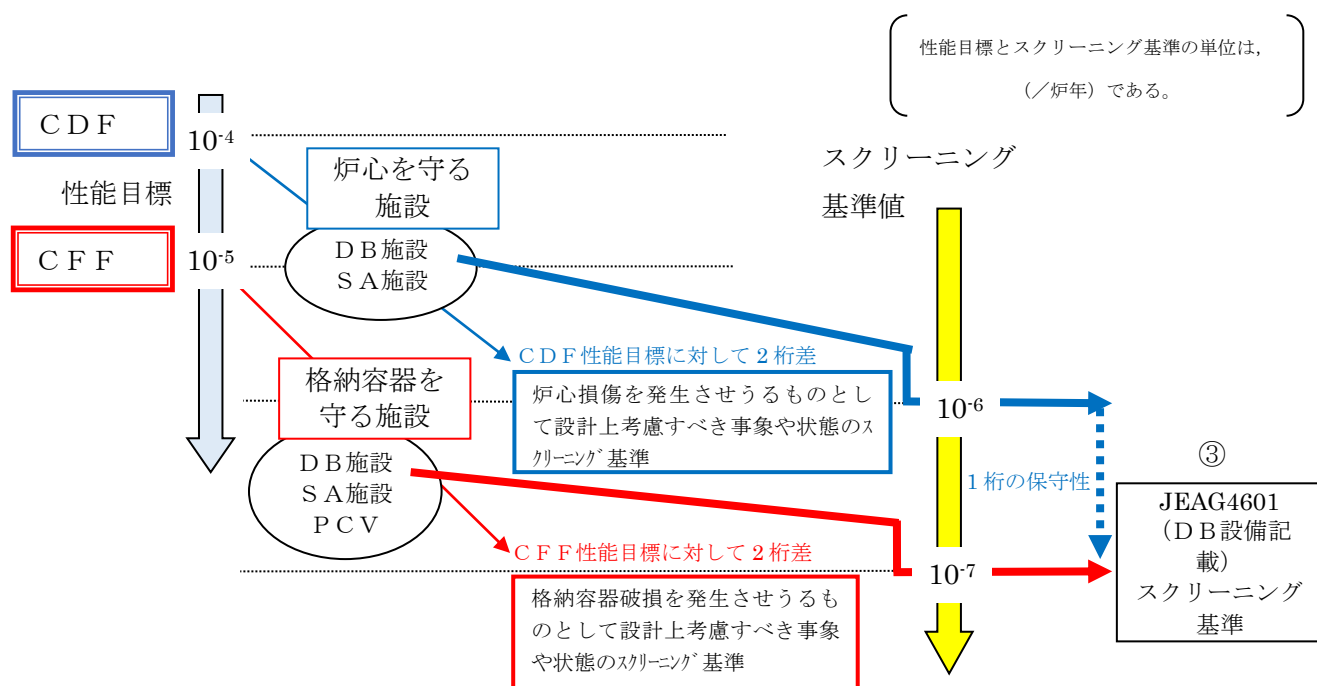 性能目標とスクリーニング基準の単位は,
（／炉年）である。
ＣＤＦ
10-4
性能目標
ＣＦＦ
10-5
炉心を守る
施設
ＤＢ施設
ＳＡ施設
スクリーニング
基準値
ＣＤＦ性能目標に対して２桁差
炉心損傷を発生させうるものとし
て設計上考慮すべき事象や状態のｽ
ｸﾘｰﾆﾝｸﾞ基準
格納容器を
守る施設
ＤＢ施設
ＳＡ施設
ＰＣＶ
10-6
1桁の保守性
③
JEAG4601
（ＤＢ設備記
載）
スクリーニング
基準
ＣＦＦ性能目標に対して２桁差
10-7
格納容器破損を発生させうるも
のとして設計上考慮すべき事象
や状態のｽｸﾘｰﾆﾝｸﾞ基準